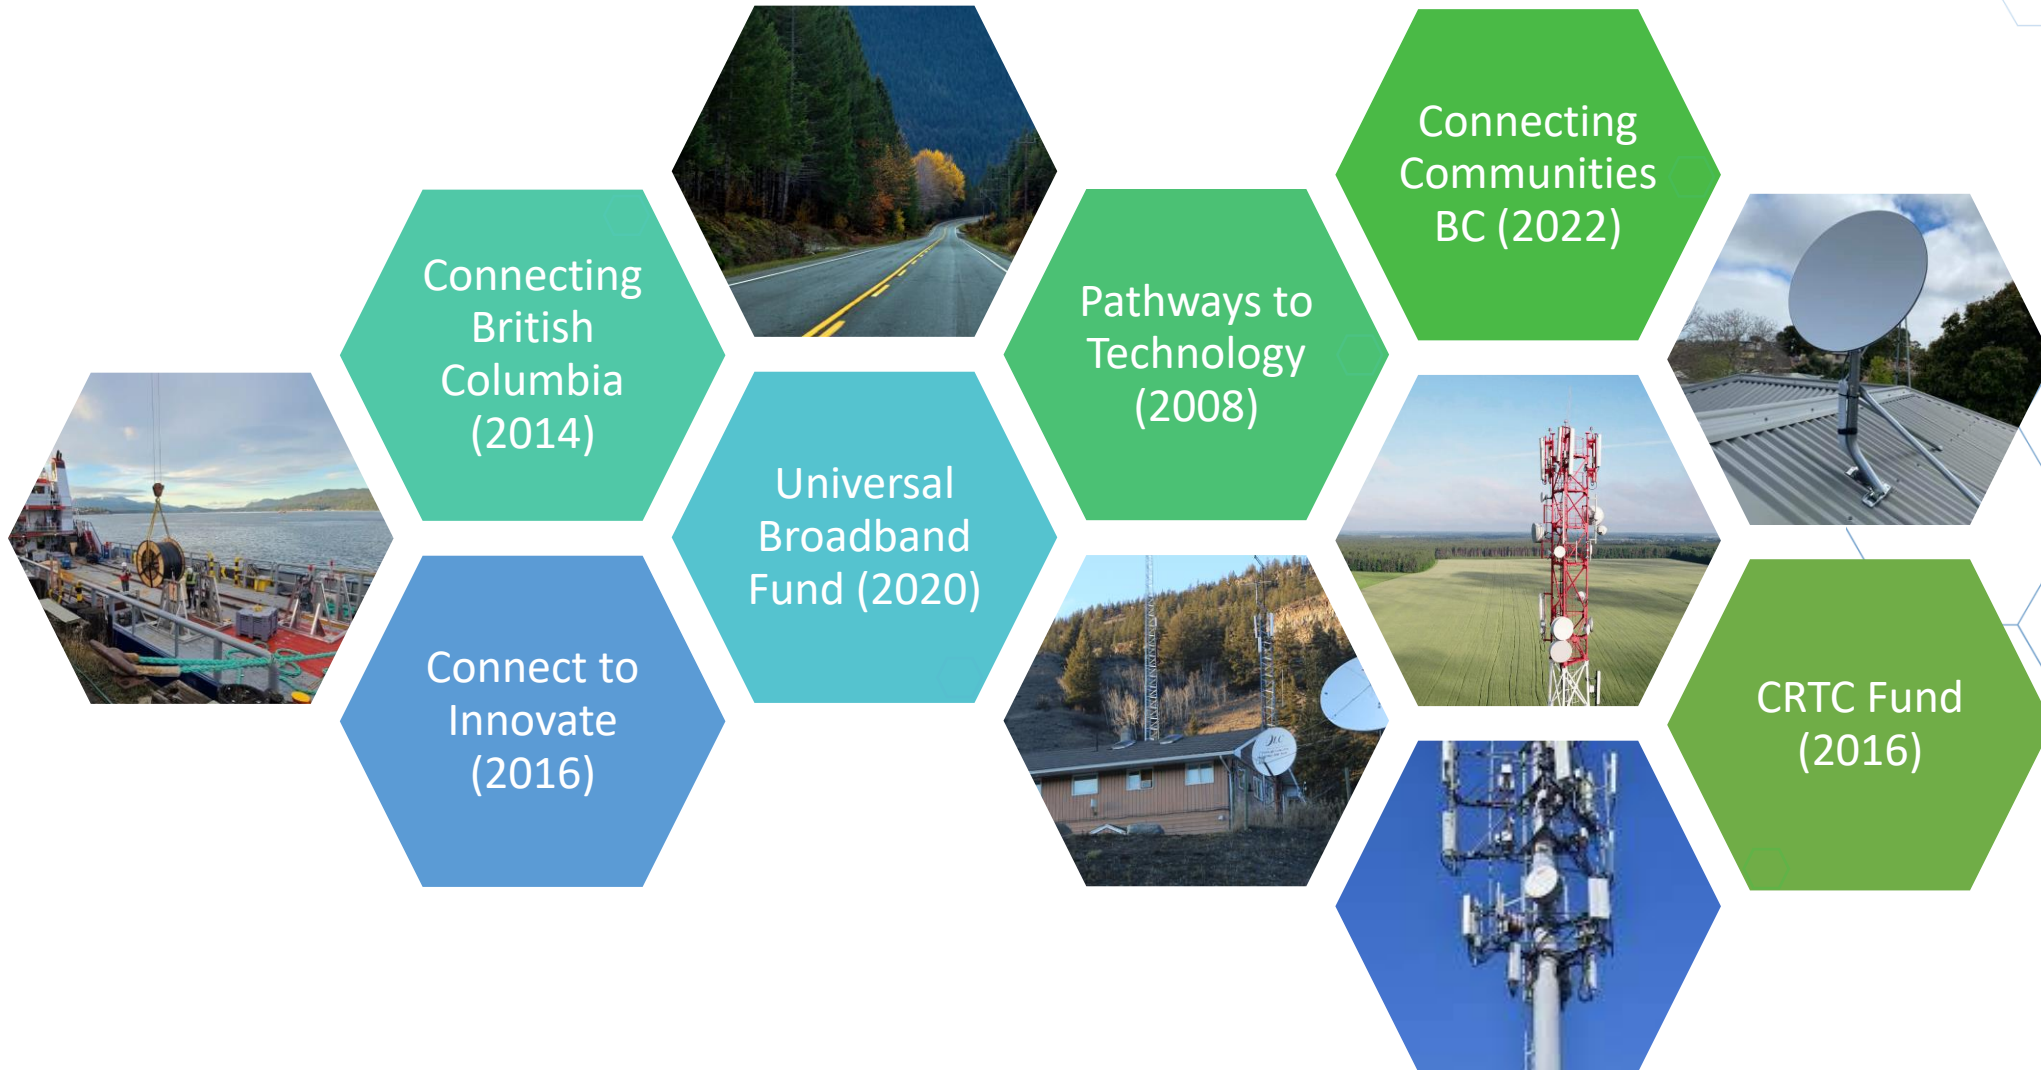 Connecting
British
Columbia
(2014)
Connect to
Innovate
(2016)
Universal
Broadband
Fund (2020)
Pathways to
Technology
(2008)
Connecting
Communities
BC (2022)
CRTC Fund
(2016)